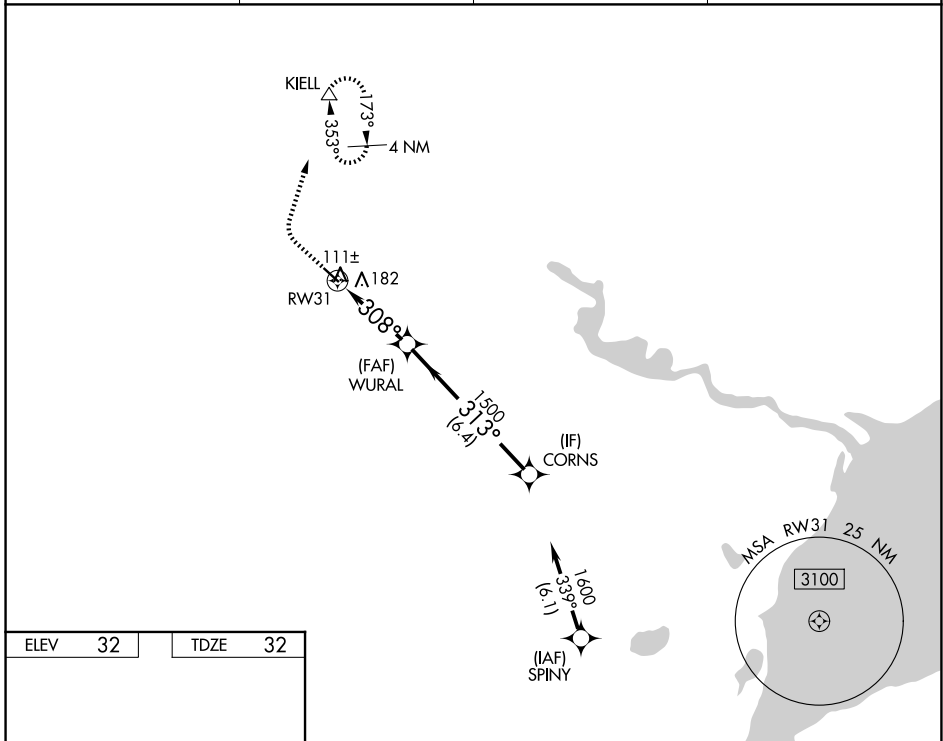 KIELL
173°
353°
4 NM
111±
182
RW31
308°
(FAF)
WURAL
1500
313°
(6.4)
(IF)
CORNS
MSA RW31 25 NM
3100
1600
339°
(6.1)
(IAF)
SPINY
ELEV 32
TDZE 32